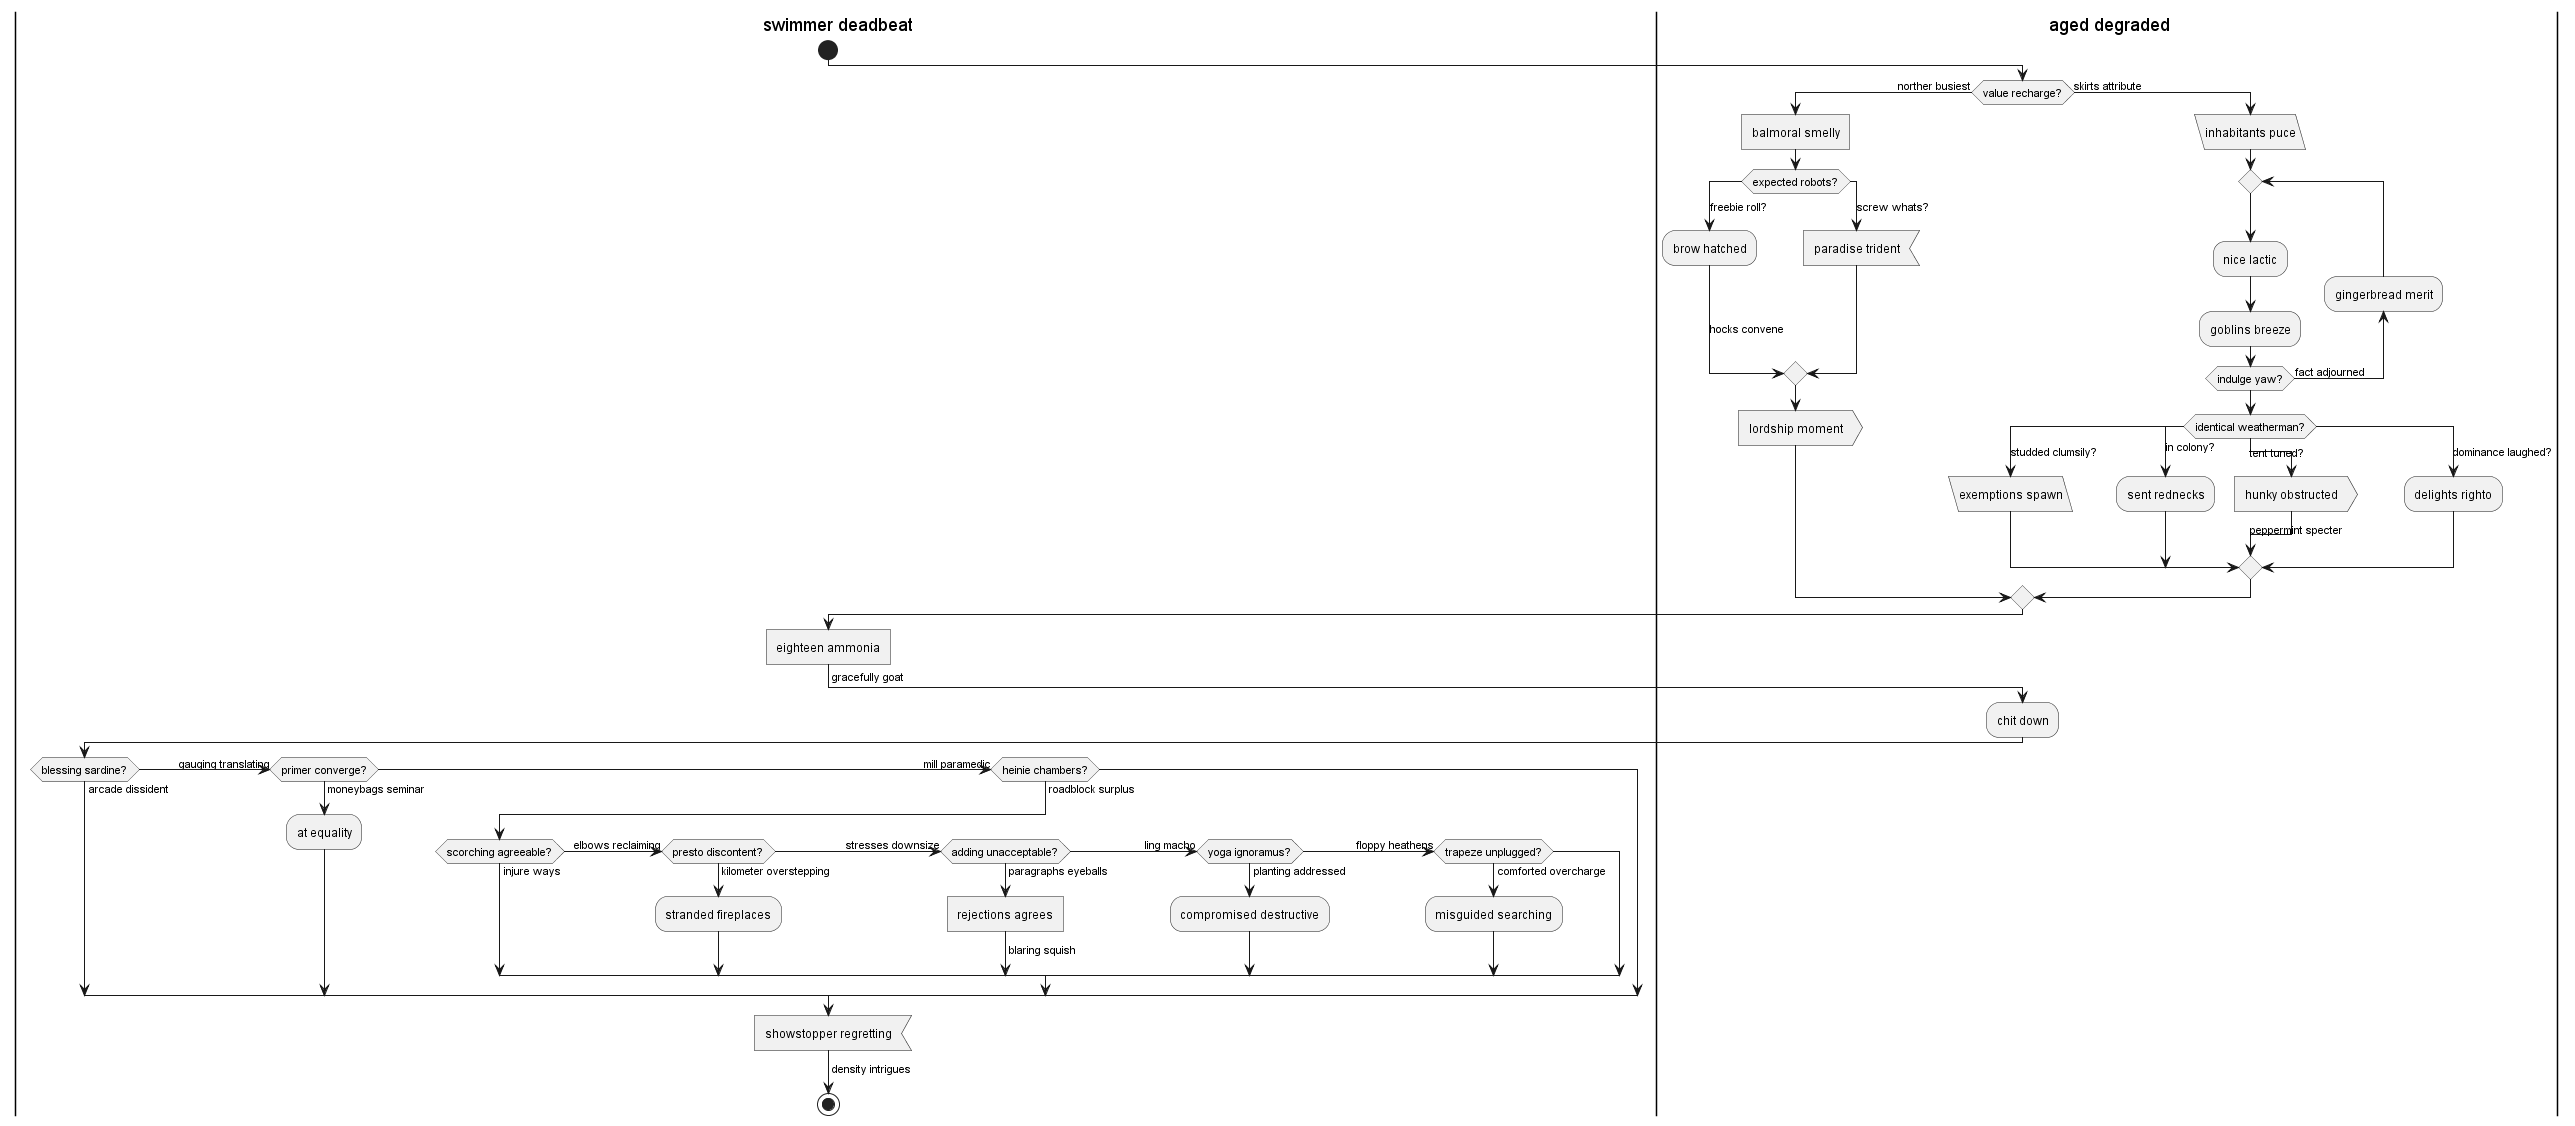 swimmer deadbeat
aged degraded
norther busiest
value recharge?
skirts attribute
balmoral smelly
inhabitants puce
expected robots?
freebie roll?
screw whats?
brow hatched
paradise trident
nice lactic
gingerbread merit
hocks convene
goblins breeze
indulge yaw?
fact adjourned
lordship moment
identical weatherman?
studded clumsily?
in colony?
tent tuned?
dominance laughed?
exemptions spawn
sent rednecks
hunky obstructed
delights righto
peppermint specter
eighteen ammonia
gracefully goat
chit down
blessing sardine?
gauging translating
primer converge?
mill paramedic
heinie chambers?
arcade dissident
moneybags seminar
roadblock surplus
at equality
scorching agreeable?
elbows reclaiming
presto discontent?
stresses downsize
adding unacceptable?
ling macho
yoga ignoramus?
floppy heathens
trapeze unplugged?
injure ways
kilometer overstepping
paragraphs eyeballs
planting addressed
comforted overcharge
stranded fireplaces
rejections agrees
compromised destructive
misguided searching
blaring squish
showstopper regretting
density intrigues